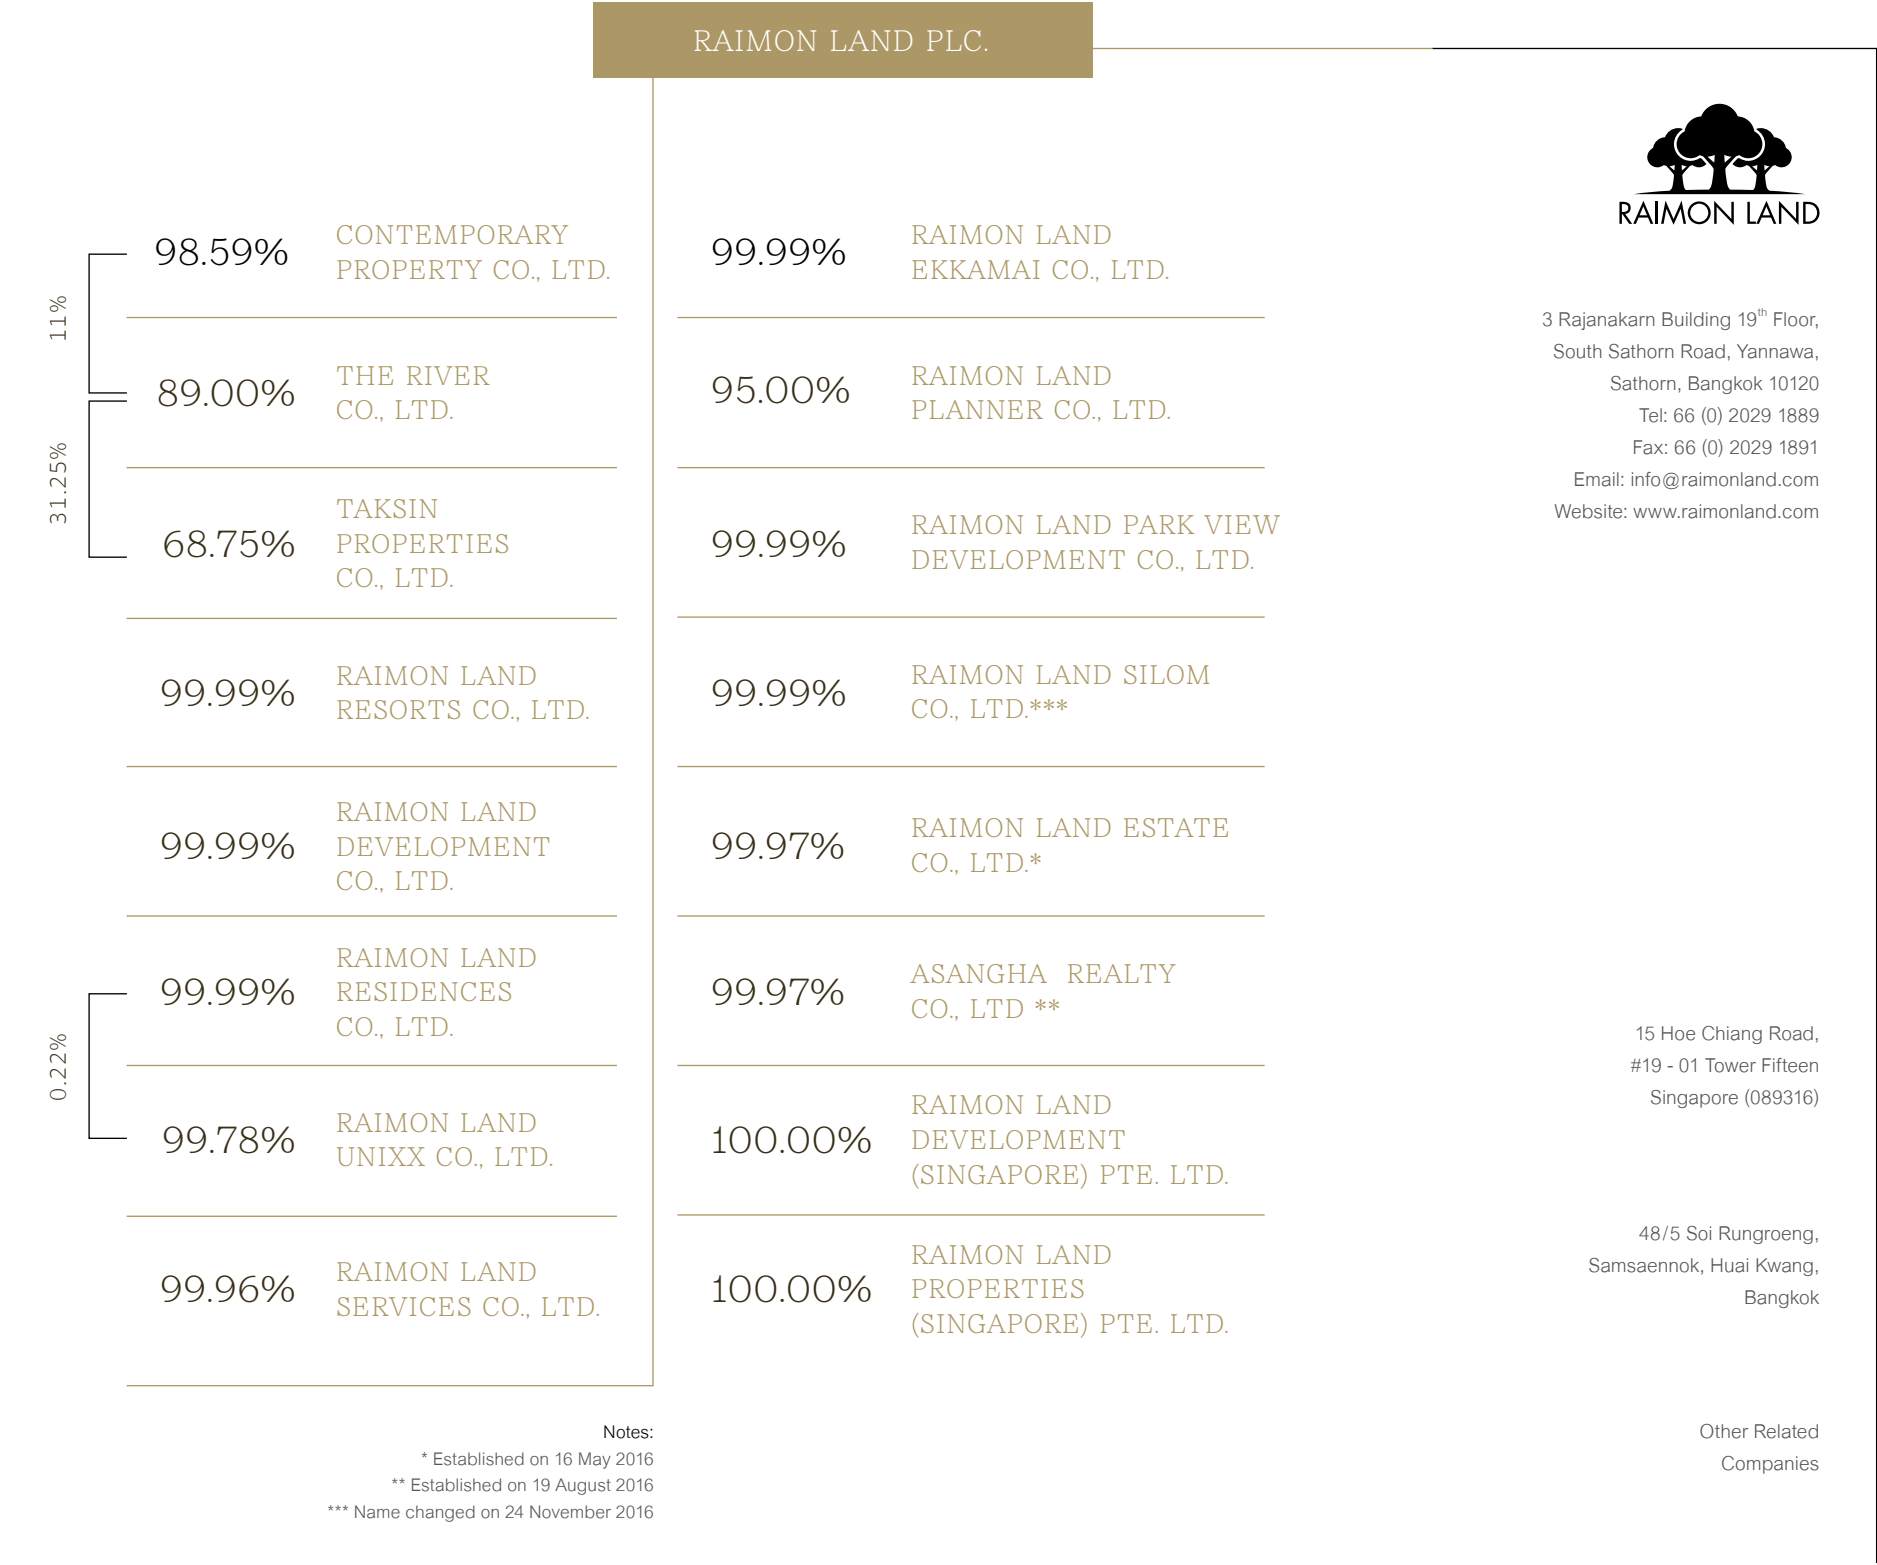 RAIMON LAND PLC.
11%
31.25%
0.22%
98.59%
CONTEMPORARY
PROPERTY CO., LTD.
89.00%
THE RIVER
CO., LTD.
68.75%
TAKSIN
PROPERTIES
CO., LTD.
99.99%
RAIMON LAND
RESORTS CO., LTD.
99.99%
RAIMON LAND
DEVELOPMENT
CO., LTD.
99.99%
RAIMON LAND
RESIDENCES
CO., LTD.
99.78%
RAIMON LAND
UNIXX CO., LTD.
99.96%
RAIMON LAND
SERVICES CO., LTD.
99.99%
RAIMON LAND
EKKAMAI CO., LTD.
95.00%
RAIMON LAND
PLANNER CO., LTD.
99.99%
RAIMON LAND PARK VIEW
DEVELOPMENT CO., LTD.
99.99%
RAIMON LAND SILOM
CO., LTD.***
99.97%
RAIMON LAND ESTATE
CO., LTD.*
99.97%
ASANGHA REALTY
CO., LTD **
100.00%
RAIMON LAND
DEVELOPMENT
(SINGAPORE) PTE. LTD.
100.00%
RAIMON LAND
PROPERTIES
(SINGAPORE) PTE. LTD.
Notes:
* Established on 16 May 2016
** Established on 19 August 2016
*** Name changed on 24 November 2016
RAIMON LAND
3 Rajanakarn Building 19th Floor,
South Sathorn Road, Yannawa,
Sathorn, Bangkok 10120
Tel: 66 (0) 2029 1889
Fax: 66 (0) 2029 1891
Email: info@raimonland.com
Website: www.raimonland.com
15 Hoe Chiang Road,
#19 - 01 Tower Fifteen
Singapore (089316)
48/5 Soi Rungroeng,
Samsaennok, Huai Kwang,
Bangkok
Other Related
Companies